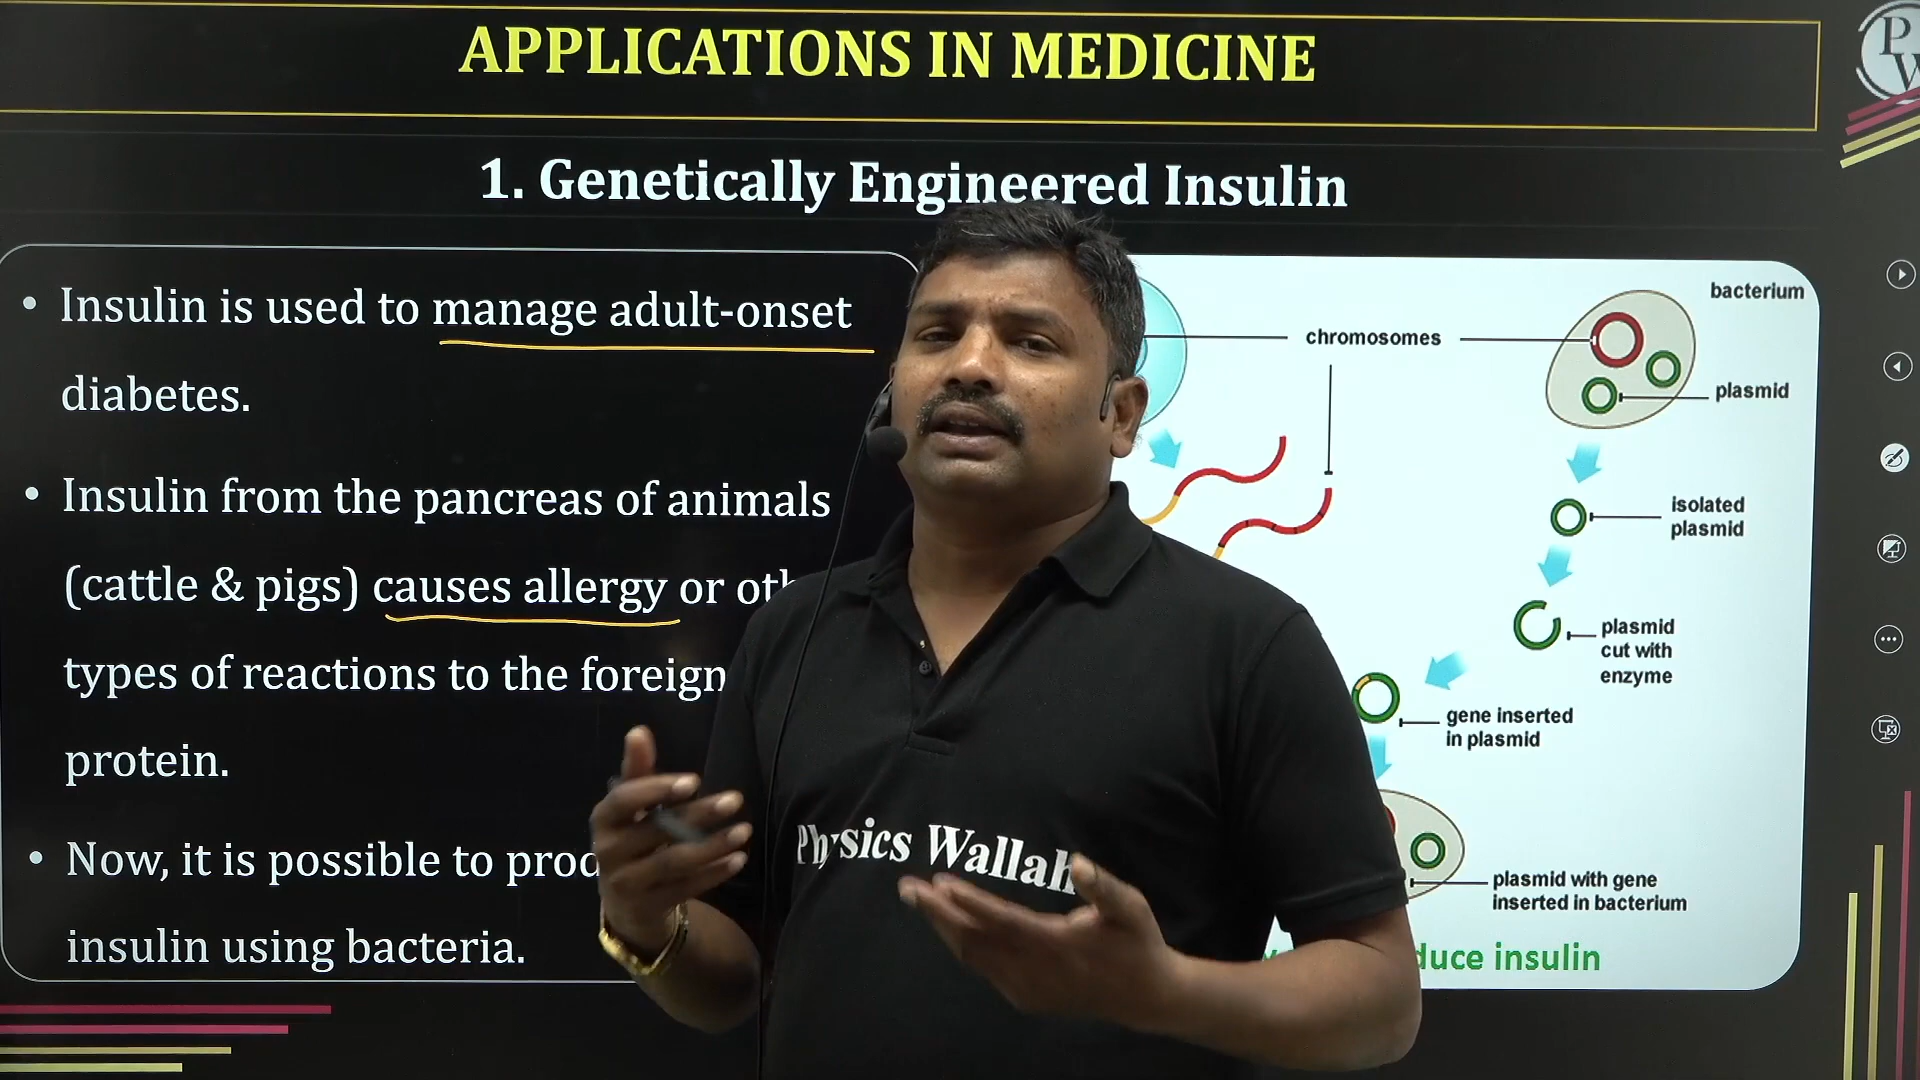 APPLICATIONS IN MEDICINE
P
W
1. Genetically Engineered Insulin
• Insulin is used to manage adult-onset
diabetes.
• Insulin from the pancreas of animals
(cattle & pigs) causes allergy or
types of reactions to the foreign
protein.
• Now, it is possible to
insulin using bacteria.
bacterium
chromosomes
plasmid
isolated
plasmid
plasmid
cut with
enzyme
gene inserted
in plasmid
plasmid with gene
inserted in bacterium
insulin
Physics Wallah